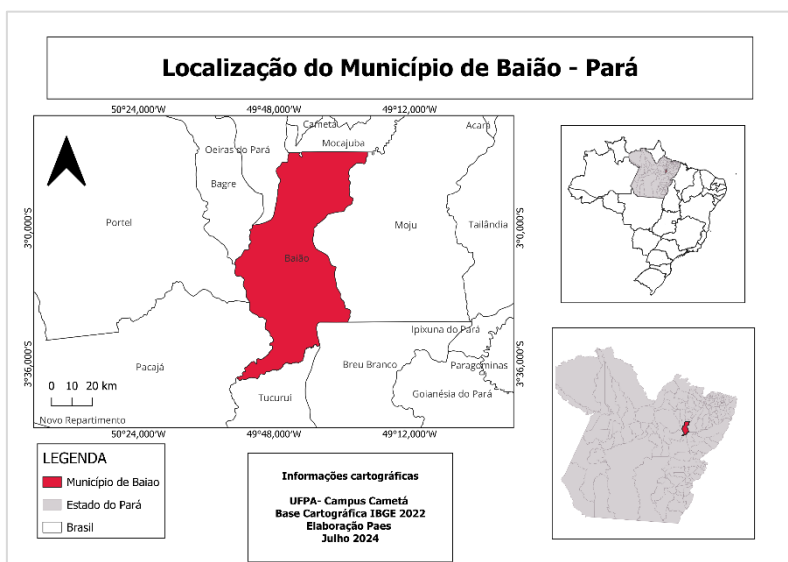 Localização do Município de Baião - Pará
50°24,000'W
49°48,000'W
49°12,000'W
Cametá
Acará
Mocajuba
Oeiras do Pará
Bagre
Portel
3°0,000'S
Moju
Tailândia
3°0,000'S
Baião
Ipixuna do Pará
3°36,000'S
Pacajá
Breu Branco
Paragominas
3°36,000'S
0 10 20 km
Tucuruí
Goianésia do Pará
Novo Repartimento
50°24,000'W
49°48,000'W
49°12,000'W
LEGENDA
Município de Baiao
Estado do Pará
Brasil
Informações cartográficas
UFPA- Campus Cametá
Base Cartográfica IBGE 2022
Elaboração Paes
Julho 2024